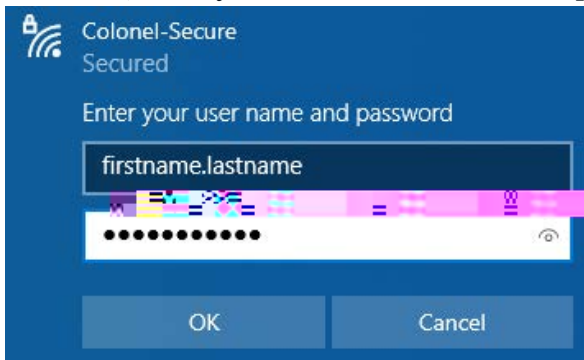 Colonel-Secure
Secured
Enter your user name and password
firstname.lastname
•••••••••••
OK
Cancel